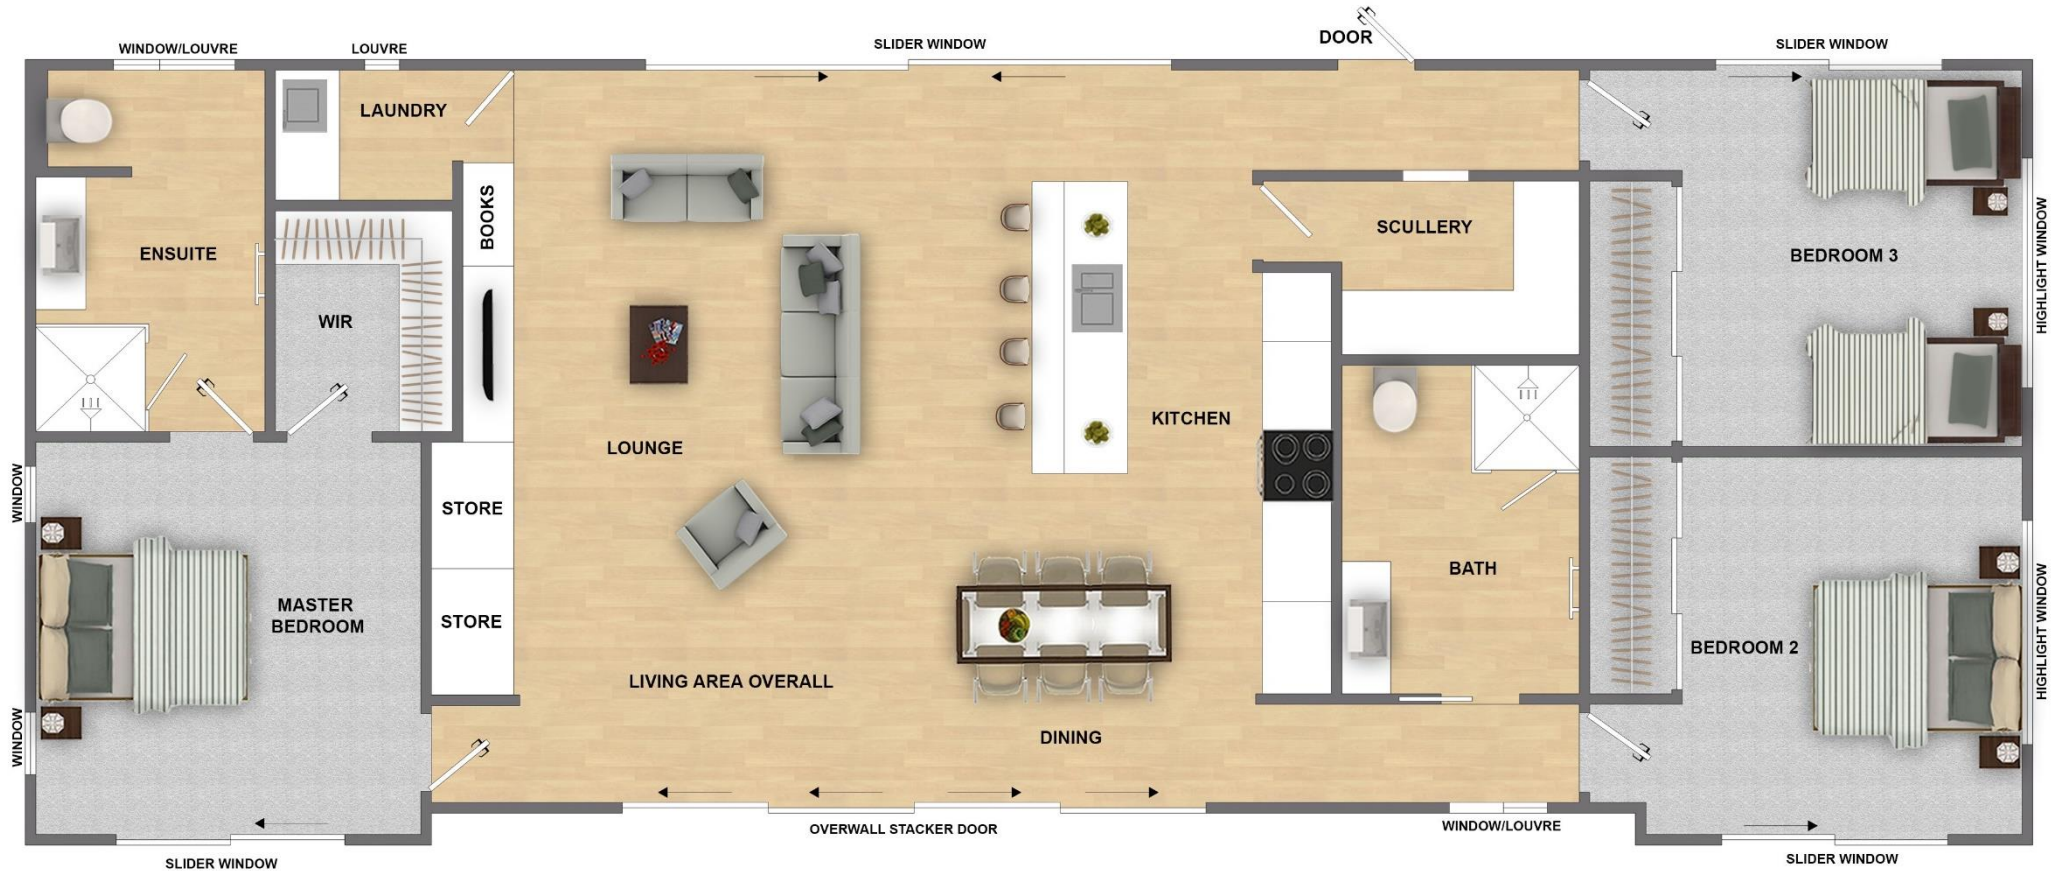 WINDOW/LOUVRE
LOUVRE
SLIDER WINDOW
DOOR
SLIDER WINDOW
LAUNDRY
BOOKS
ENSUITE
WIR
SCULLERY
BEDROOM 3
HIGHLIGHT WINDOW
KITCHEN
LOUNGE
WINDOW
STORE
BATH
MASTER
BEDROOM
STORE
BEDROOM 2
HIGHLIGHT WINDOW
LIVING AREA OVERALL
WINDOW
DINING
OVERWALL STACKER DOOR
WINDOW/LOUVRE
SLIDER WINDOW
SLIDER WINDOW